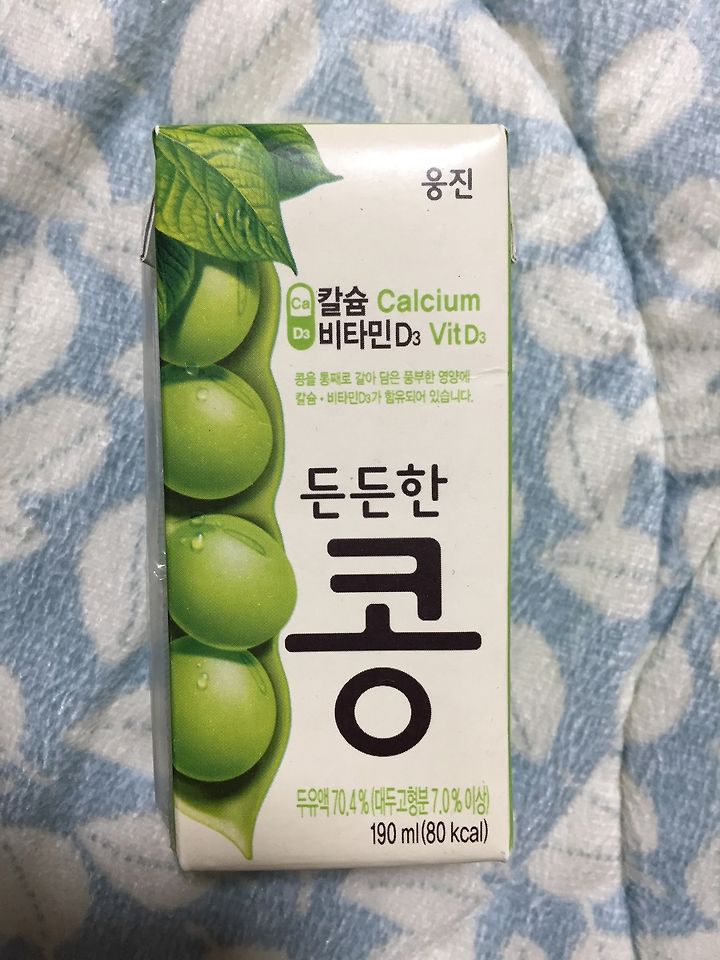 웅진
Ca 칼슘 Calcium
D3 비타민D3 Vit D3
콩을 통째로 갈아 담은 풍부한 영양에
칼슘·비타민D3가 함유되어 있습니다.
든든한
콩
두유액 70.4% (대두고형분 7.0% 이상)
190 ml(80 kcal)